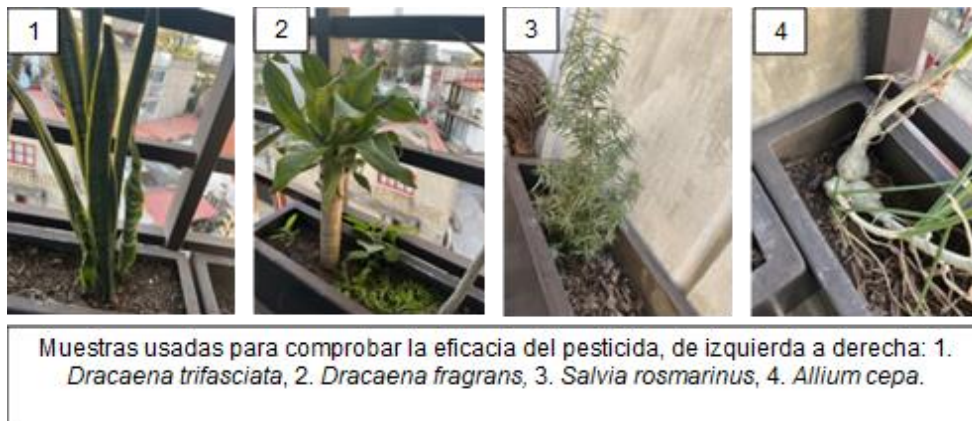 1
2
3
4
Muestras usadas para comprobar la eficacia del pesticida, de izquierda a derecha: 1.
Dracaena trifasciata, 2. Dracaena fragrans, 3. Salvia rosmarinus, 4. Allium cepa.